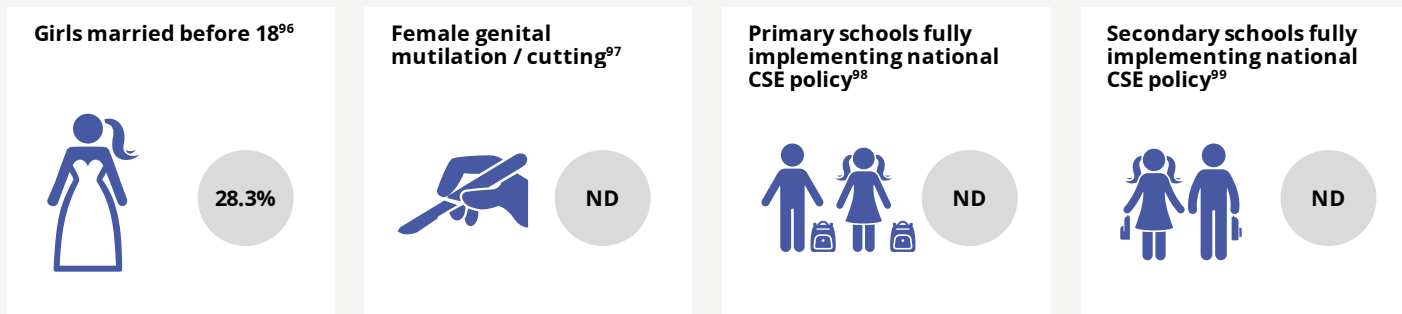 Girls married before 18⁹⁶
28.3%
Female genital
mutilation / cutting⁹⁷
ND
Primary schools fully
implementing national
CSE policy⁹⁸
ND
Secondary schools fully
implementing national
CSE policy⁹⁹
ND